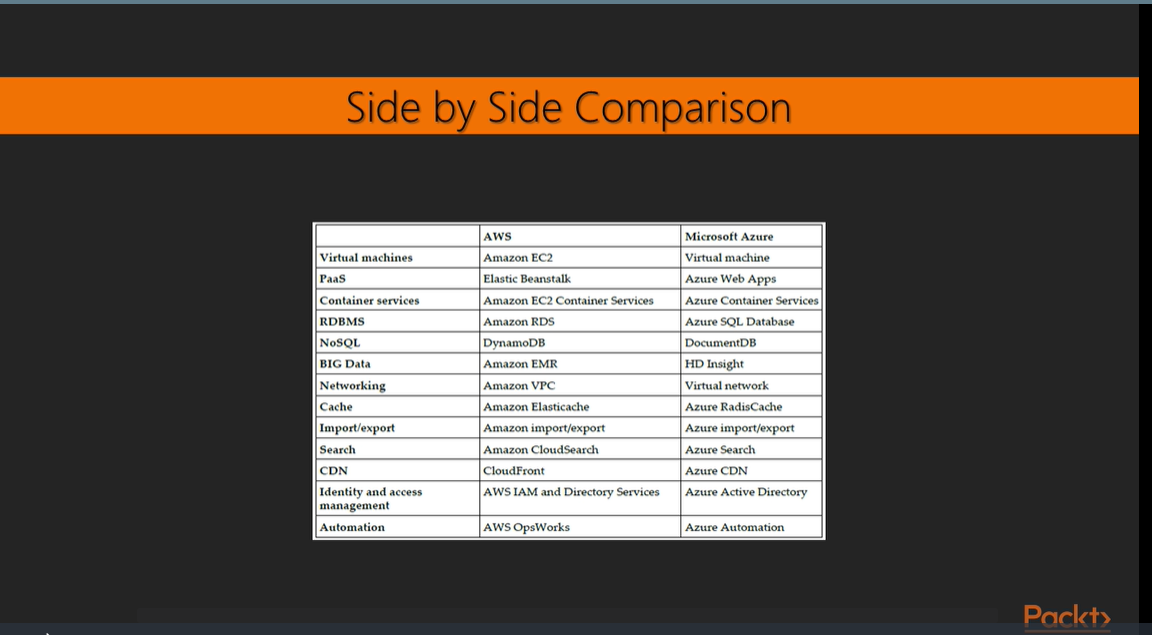 Side by Side Comparison
AWS Microsoft Azure
Virtual machines Amazon EC2 Virtual machine
PaaS Elastic Beanstalk Azure Web Apps
Container services Amazon EC2 Container Services Azure Container Services
RDBMS Amazon RDS Azure SQL Database
NoSQL DynamoDB DocumentDB
BIG Data Amazon EMR HD Insight
Networking Amazon VPC Virtual network
Cache Amazon Elasticache Azure RadisCache
Import/export Amazon import/export Azure import/export
Search Amazon CloudSearch Azure Search
CDN CloudFront Azure CDN
Identity and access AWS IAM and Directory Services Azure Active Directory
management
Automation AWS OpsWorks Azure Automation
Packt>